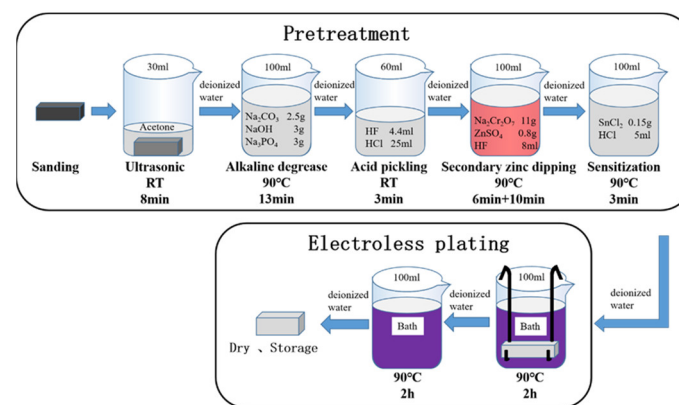 Pretreatment
30ml
100ml
60ml
100ml
100ml
deionized
water
deionized
water
deionized
water
deionized
water
Acetone
Na₂CO₃ 2.5g
NaOH 3g
Na₃PO₄ 3g
HF 4.4ml
HCl 25ml
Na₂Cr₂O₇ 11g
ZnSO₄ 0.8g
HF 8ml
SnCl₂ 0.15g
HCl 5ml
Sanding
Ultrasonic
RT
8min
Alkaline degrease
90℃
13min
Acid pickling
RT
3min
Secondary zinc dipping
90℃
6min+10min
Sensitization
90℃
3min
Electroless plating
100ml
100ml
deionized
water
deionized
water
deionized
water
Bath
Bath
Dry 、Storage
90℃
2h
90℃
2h